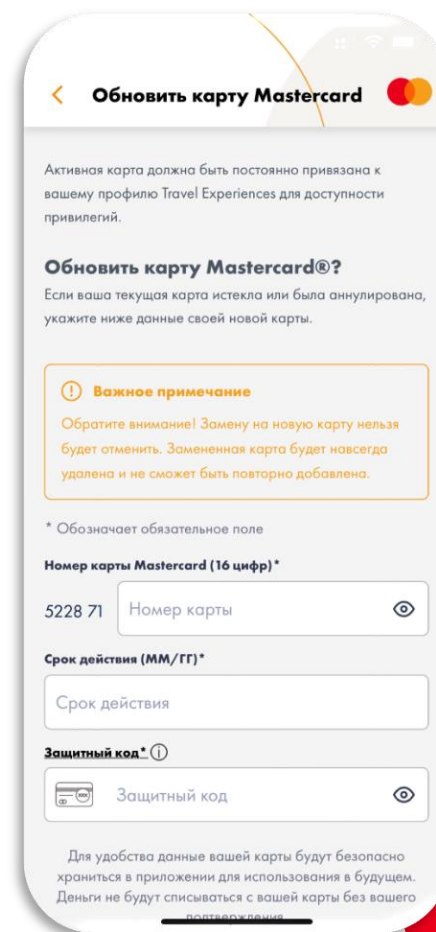 Обновить карту Mastercard
Активная карта должна быть постоянно привязана к
вашему профилю Travel Experiences для доступности
привилегий.
Обновить карту Mastercard®?
Если ваша текущая карта истекла или была аннулирована,
укажите ниже данные своей новой карты.
Важное примечание
Обратите внимание! Замену на новую карту нельзя
будет отменить. Замененная карта будет навсегда
удалена и не сможет быть повторно добавлена.
* Обозначает обязательное поле
Номер карты Mastercard (16 цифр)*
5228 71 Номер карты
Срок действия (ММ/ГГ)*
Срок действия
Защитный код*
Защитный код
Для удобства данные вашей карты будут безопасно
храниться в приложении для использования в будущем.
Деньги не будут списываться с вашей карты без вашего
подтверждения